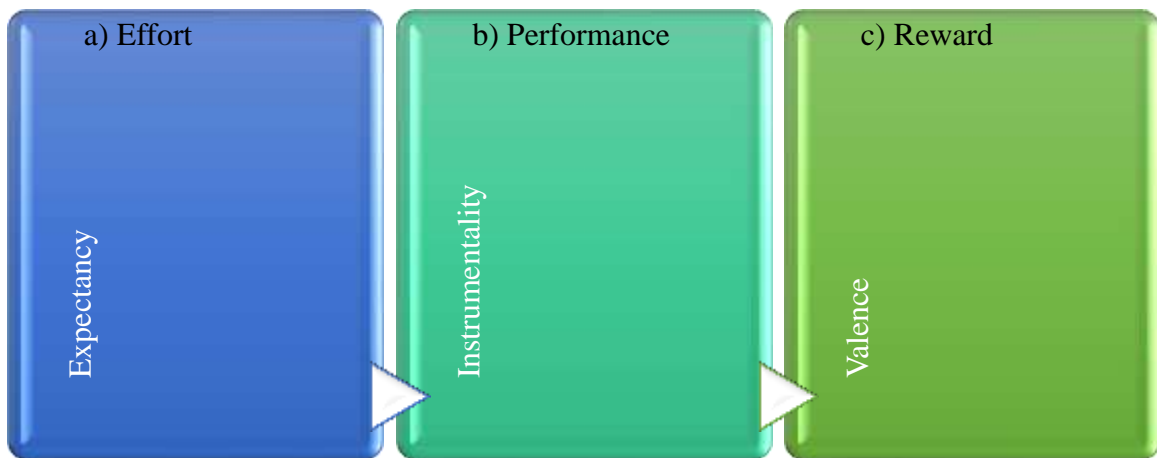 a) Effort
Expectancy
b) Performance
Instrumentality
c) Reward
Valence